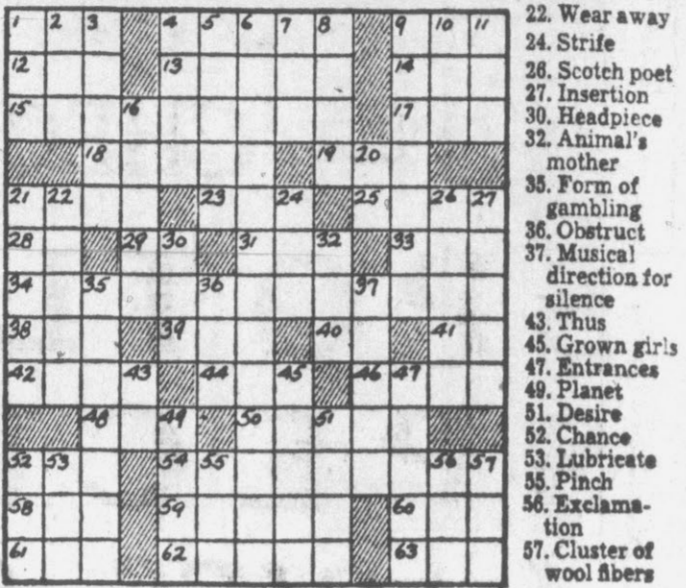 1 2 3 4 5 6 7 8 9 10 11
12 13 14
15 16 17
18 19 20
21 22 23 24 25 26 27
28 29 30 31 32 33
34 35 36 37
38 39 40 41
42 43 44 45 46 47
48 49 50 51
52 53 54 55 56 57
58 59 60
61 62 63
22. Wear away
24. Strife
26. Scotch poet
27. Insertion
30. Headpiece
32. Animal's
mother
35. Form of
gambling
36. Obstruct
37. Musical
direction for
silence
43. Thus
45. Grown girls
47. Entrances
49. Planet
51. Desire
52. Chance
53. Lubricate
55. Pinch
56. Exclama-
tion
57. Cluster of
wool fibers